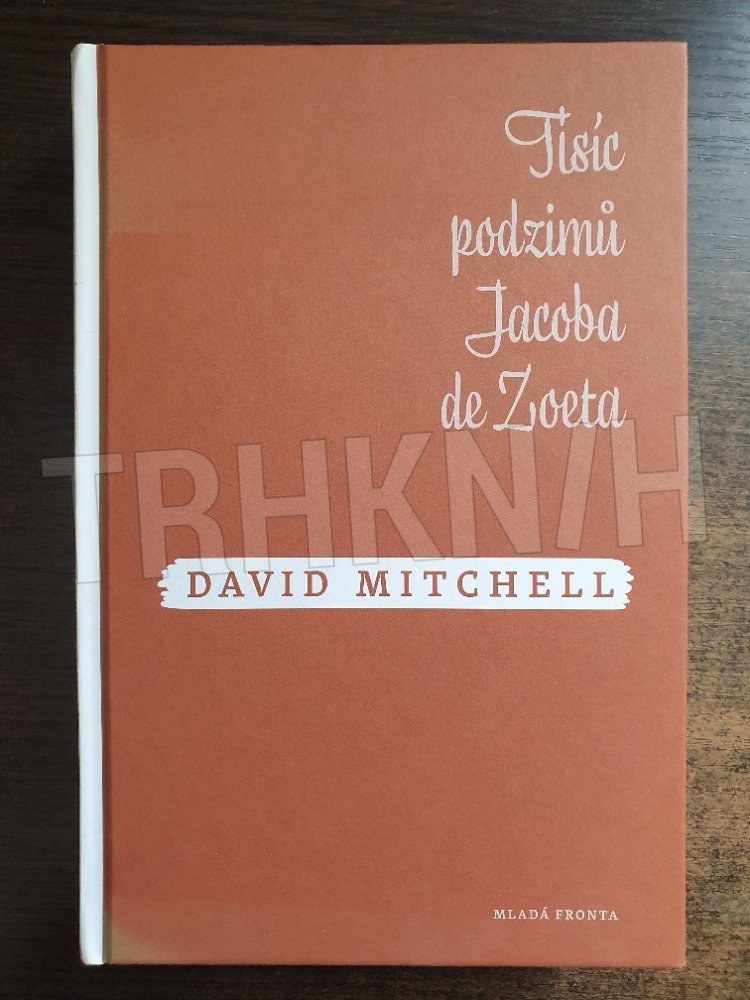 Tisíc
podzimů
Jacoba
de Zoeta
TRHKNIH
DAVID MITCHELL
MLADÁ FRONTA